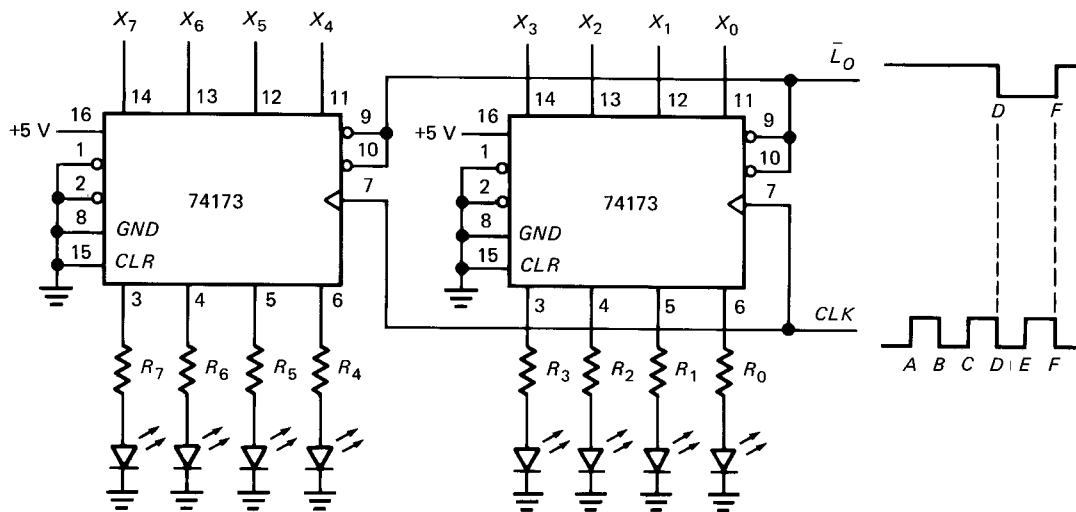 X7 X6 X5 X4 X3 X2 X1 X0
L̄O
14 13 12 11 14 13 12 11
D F
16 9 16 9
+5 V +5 V
1 10 1 10
2 7 2 7
74173 74173
8 GND 8 GND
15 CLR 15 CLR
3 4 5 6 3 4 5 6
CLK
R7 R6 R5 R4 R3 R2 R1 R0
A B C D E F